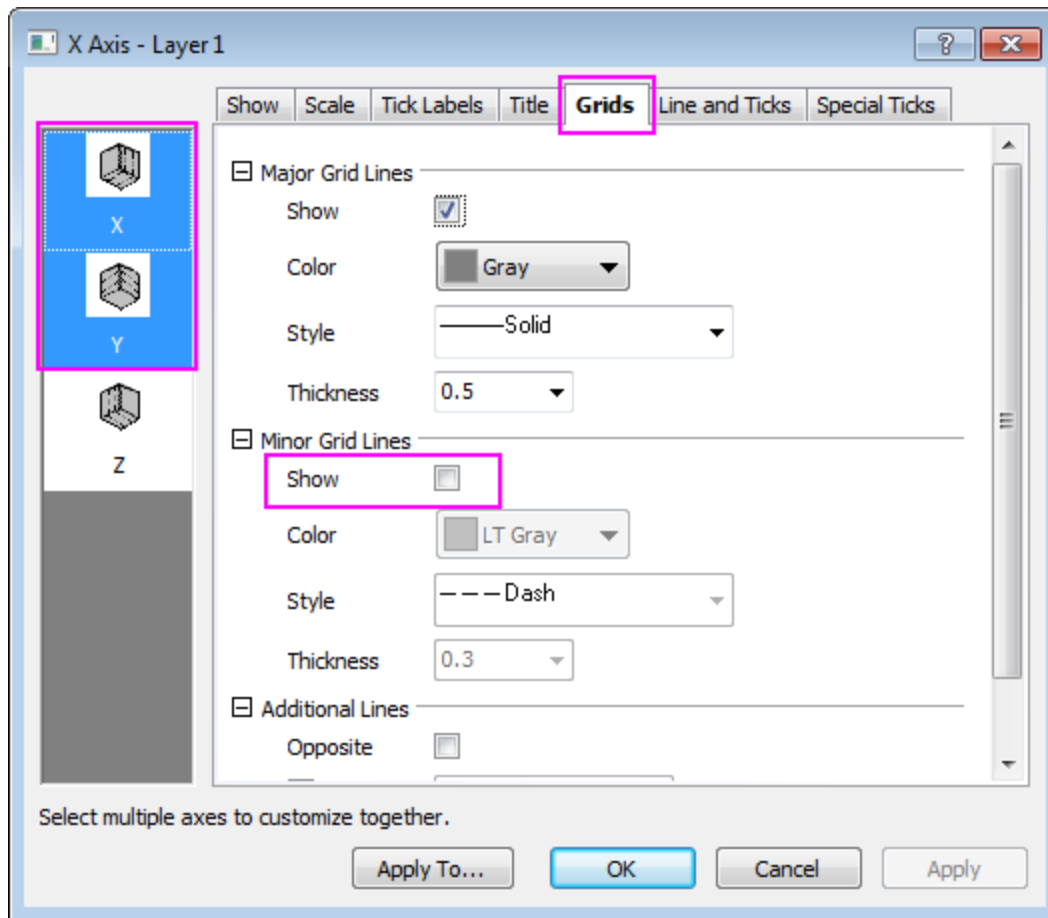 X Axis - Layer 1
Show Scale Tick Labels Title Grids Line and Ticks Special Ticks
X
Y
Z
Major Grid Lines
Show
Color Gray
Style Solid
Thickness 0.5
Minor Grid Lines
Show
Color LT Gray
Style Dash
Thickness 0.3
Additional Lines
Opposite
Select multiple axes to customize together.
Apply To... OK Cancel Apply